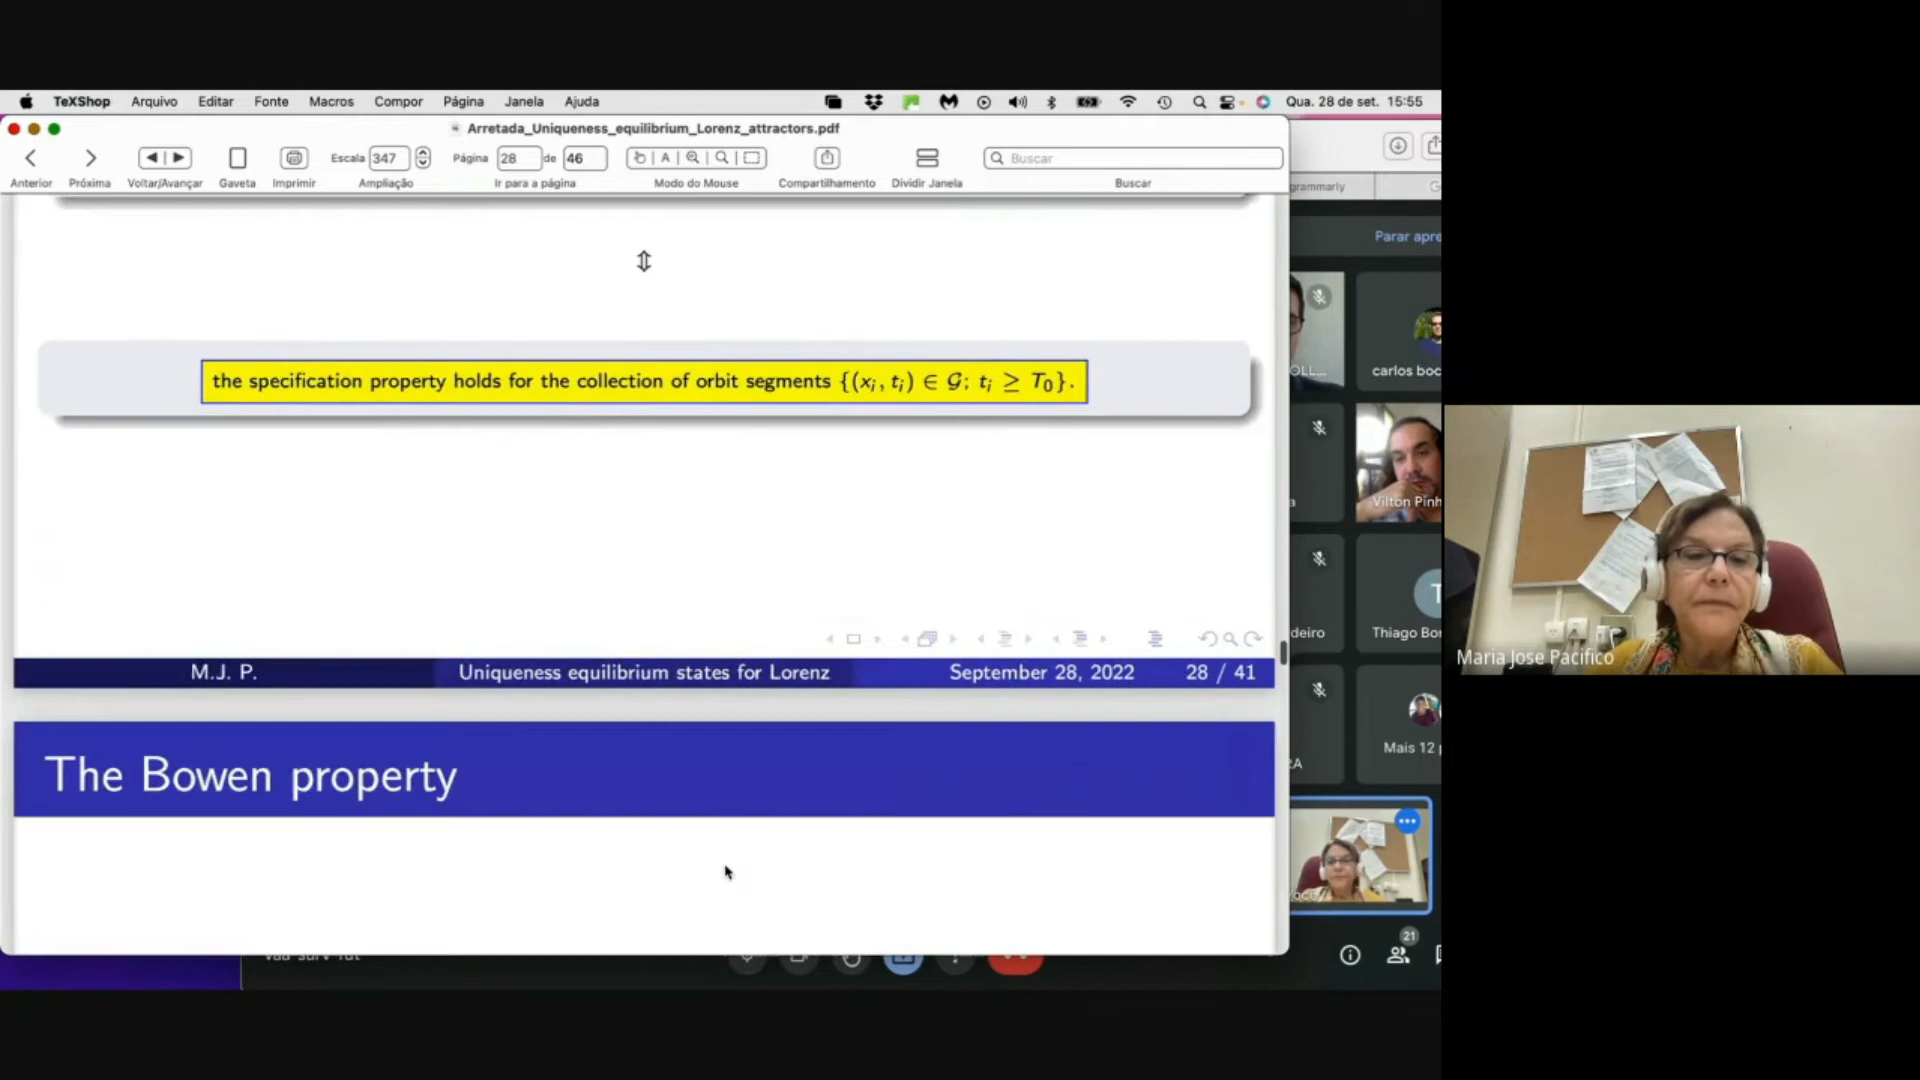 TeXShop Arquivo Editar Fonte Macros Compor Página Janela Ajuda
Qua. 28 de set. 15:55
Arretada_Uniqueness_equilibrium_Lorenz_attractors.pdf
Escala 347
Página 28 de 46
A
Buscar
Anterior Próxima Voltar/Avançar Gaveta Imprimir Ampliação Ir para a página Modo do Mouse Compartilhamento Dividir Janela Buscar
grammarly
Parar apre
⇕
the specification property holds for the collection of orbit segments {(xᵢ, tᵢ) ∈ 𝒢; tᵢ ≥ T₀}.
OLL...
carlos boc
Vilton Pinh
a
deiro
Thiago Bor
T
Mais 12 p
RA
M.J. P. Uniqueness equilibrium states for Lorenz September 28, 2022 28 / 41
The Bowen property
21
Maria Jose Pacifico